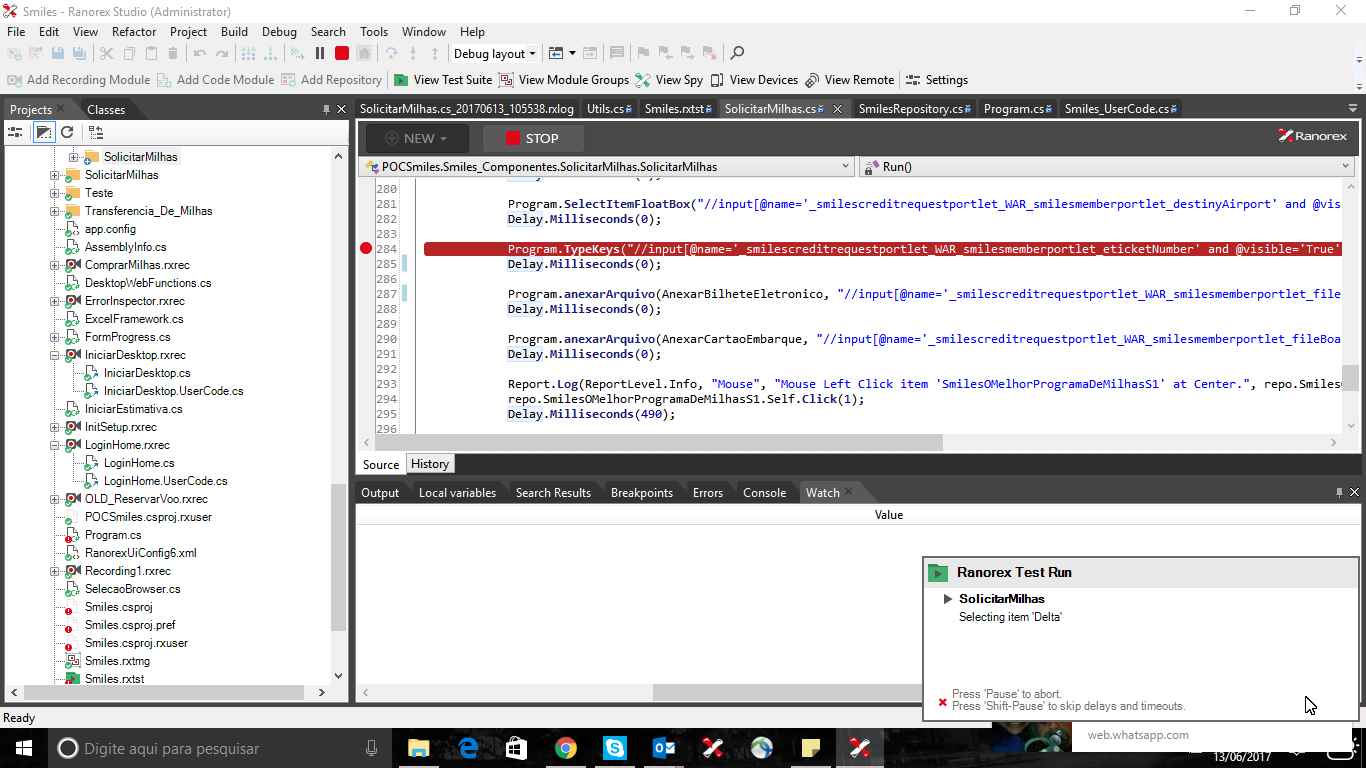 Smiles - Ranorex Studio (Administrator)
File Edit View Refactor Project Build Debug Search Tools Window Help
Debug layout
Add Recording Module Add Code Module Add Repository View Test Suite View Module Groups View Spy View Devices View Remote Settings
Projects Classes
SolicitarMilhas.cs_20170613_105538.rxlog Utils.cs Smiles.rxtst SolicitarMilhas.cs SmilesRepository.cs Program.cs Smiles_UserCode.cs
NEW STOP Ranorex
POCSmiles.Smiles_Componentes.SolicitarMilhas.SolicitarMilhas Run()
SolicitarMilhas
SolicitarMilhas
Teste
Transferencia_De_Milhas
app.config
AssemblyInfo.cs
ComprarMilhas.rxrec
DesktopWebFunctions.cs
ErrorInspector.rxrec
ExcelFramework.cs
FormProgress.cs
IniciarDesktop.rxrec
IniciarDesktop.cs
IniciarDesktop.UserCode.cs
IniciarEstimativa.cs
InitSetup.rxrec
LoginHome.rxrec
LoginHome.cs
LoginHome.UserCode.cs
OLD_ReservarVoo.rxrec
POCSmiles.csproj.rxuser
Program.cs
RanorexUiConfig6.xml
Recording1.rxrec
SelecaoBrowser.cs
Smiles.csproj
Smiles.csproj.pref
Smiles.csproj.rxuser
Smiles.rxtmg
Smiles.rxtst
280
281 Program.SelectItemFloatBox("//input[@name='_smilescreditrequestportlet_WAR_smilesmemberportlet_destinyAirport' and @vis
282 Delay.Milliseconds(0);
283
284 Program.TypeKeys("//input[@name='_smilescreditrequestportlet_WAR_smilesmemberportlet_eticketNumber' and @visible='True'
285 Delay.Milliseconds(0);
286
287 Program.anexarArquivo(AnexarBilheteEletronico, "//input[@name='_smilescreditrequestportlet_WAR_smilesmemberportlet_file
288 Delay.Milliseconds(0);
289
290 Program.anexarArquivo(AnexarCartaoEmbarque, "//input[@name='_smilescreditrequestportlet_WAR_smilesmemberportlet_fileBoa
291 Delay.Milliseconds(0);
292
293 Report.Log(ReportLevel.Info, "Mouse", "Mouse Left Click item 'SmilesOMelhorProgramaDeMilhasS1' at Center.", repo.Smiles
294 repo.SmilesOMelhorProgramaDeMilhasS1.Self.Click(1);
295 Delay.Milliseconds(490);
296
Source History
Output Local variables Search Results Breakpoints Errors Console Watch
Value
Ranorex Test Run
SolicitarMilhas
Selecting item 'Delta'
Press 'Pause' to abort.
Press 'Shift-Pause' to skip delays and timeouts.
Ready
Digite aqui para pesquisar
web.whatsapp.com
13/06/2017